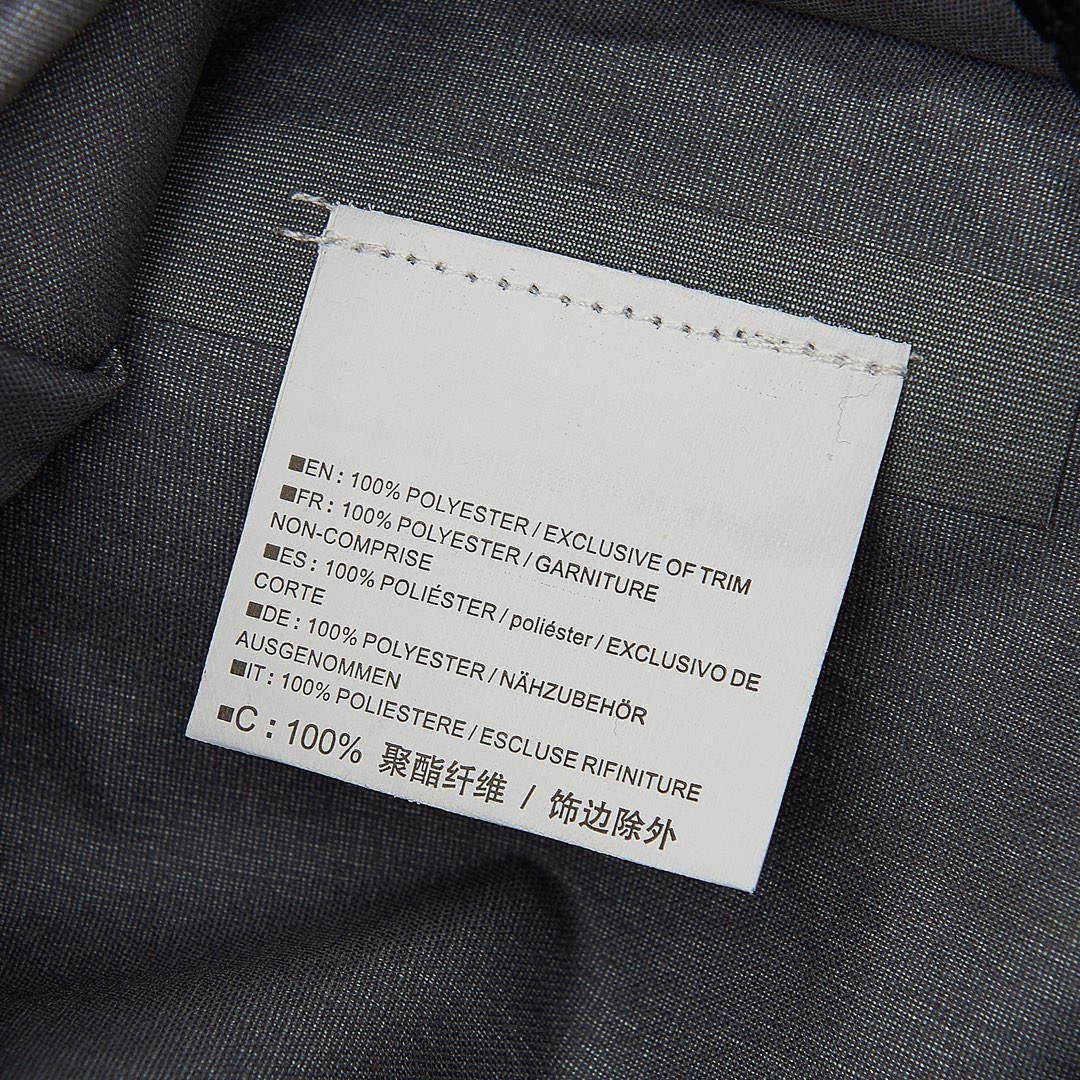 ■EN : 100% POLYESTER / EXCLUSIVE OF TRIM
■FR : 100% POLYESTER / GARNITURE
NON-COMPRISE
■ES : 100% POLIÉSTER / poliéster / EXCLUSIVO DE
CORTE
■DE : 100% POLYESTER / NÄHZUBEHÖR
AUSGENOMMEN
■IT : 100% POLIESTERE / ESCLUSE RIFINITURE
■C : 100% 聚酯纤维 / 饰边除外